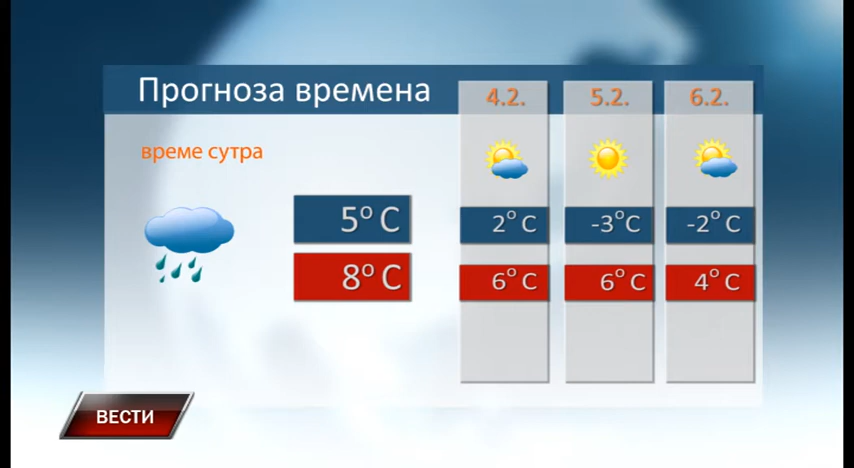 Прогноза времена
време сутра
5° C
8° C
4.2. 5.2. 6.2.
2° C -3°C -2° C
6° C 6° C 4° C
ВЕСТИ